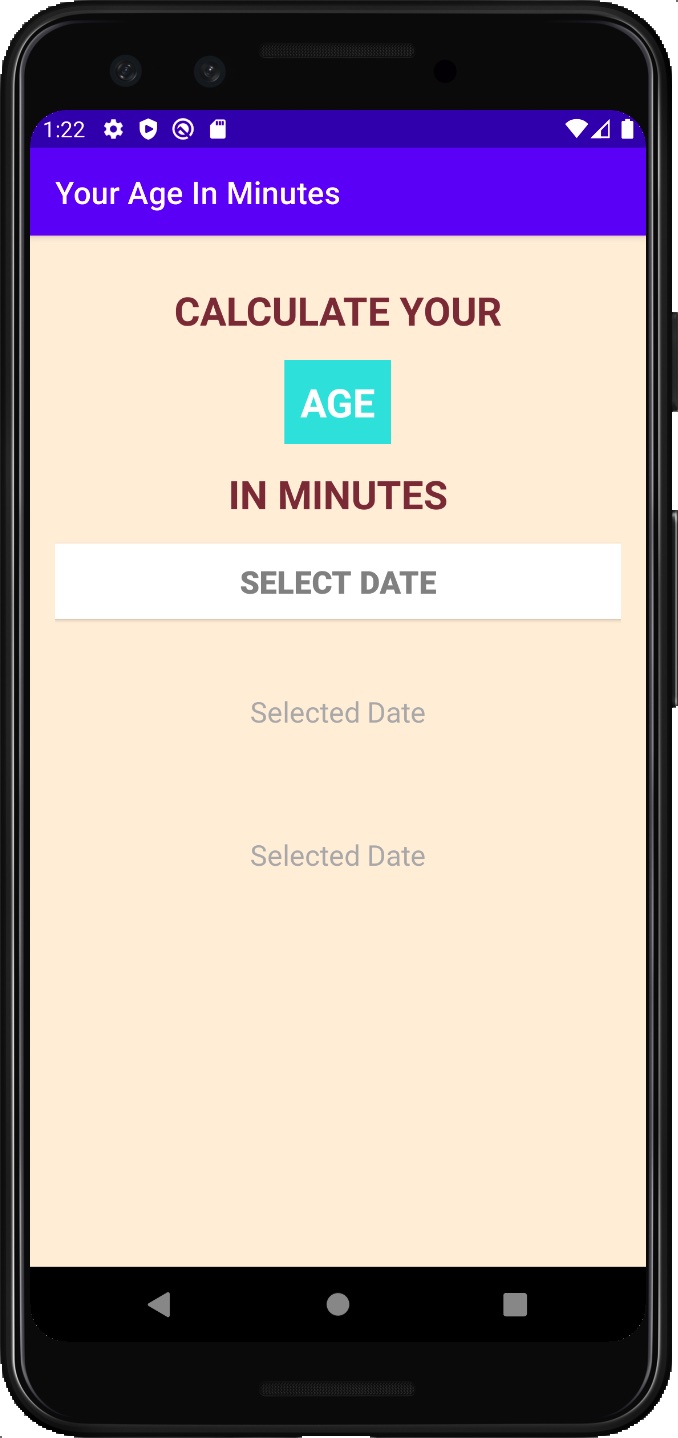 1:22
Your Age In Minutes
CALCULATE YOUR
AGE
IN MINUTES
SELECT DATE
Selected Date
Selected Date